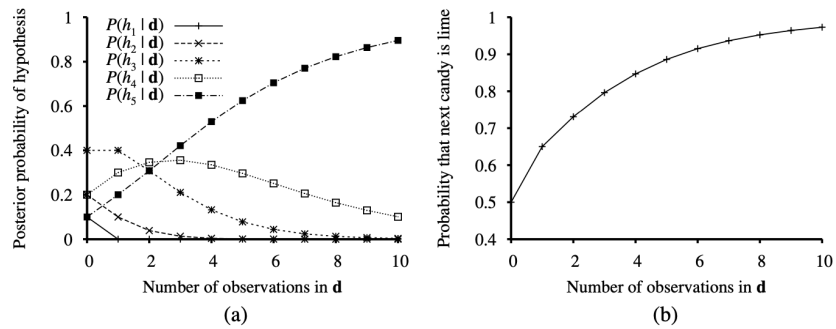 Posterior probability of hypothesis
1
0.8
0.6
0.4
0.2
0
P(h1 | d)
P(h2 | d)
P(h3 | d)
P(h4 | d)
P(h5 | d)
0 2 4 6 8 10
Number of observations in d
(a)
Probability that next candy is lime
1
0.9
0.8
0.7
0.6
0.5
0.4
0 2 4 6 8 10
Number of observations in d
(b)